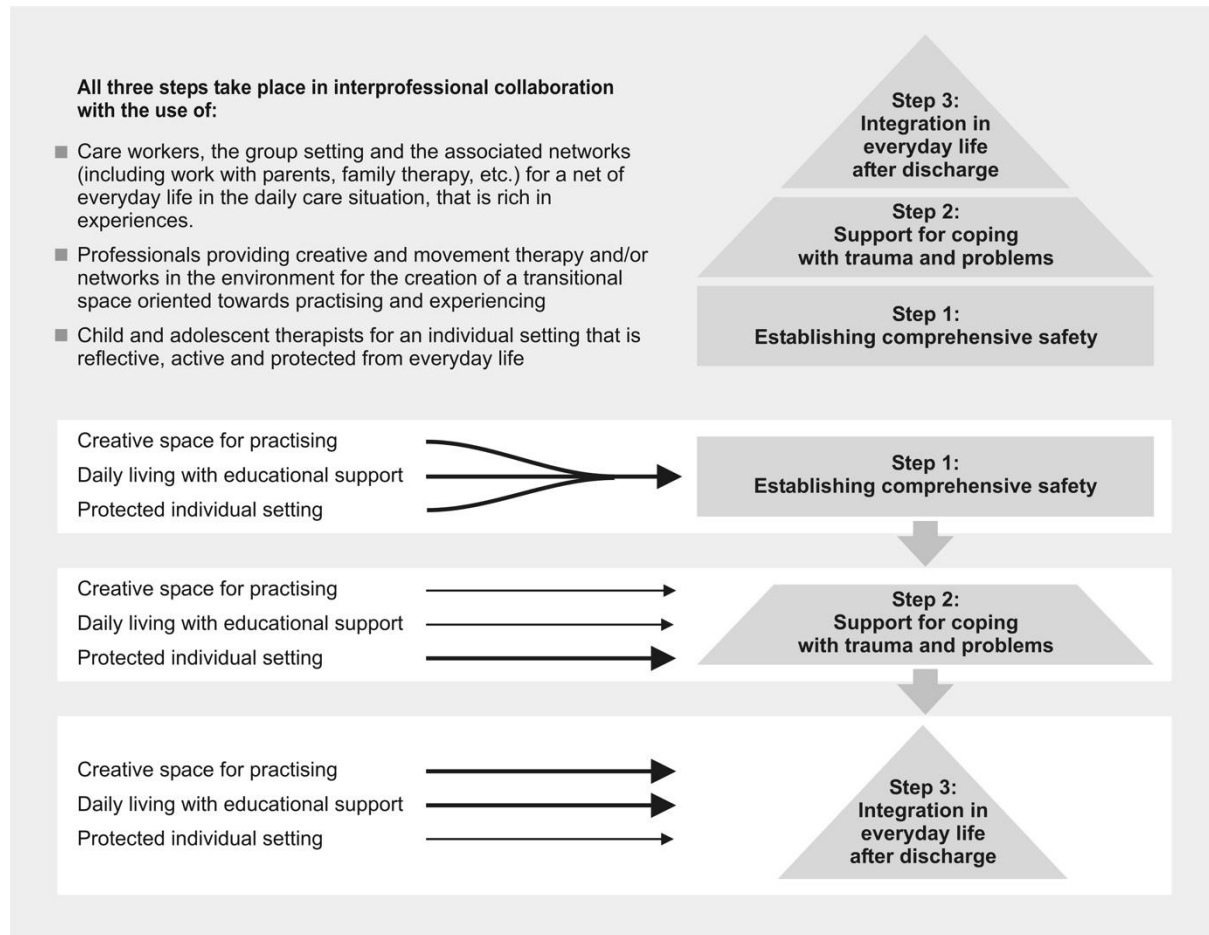 All three steps take place in interprofessional collaboration
with the use of:
Care workers, the group setting and the associated networks
(including work with parents, family therapy, etc.) for a net of
everyday life in the daily care situation, that is rich in
experiences.
Professionals providing creative and movement therapy and/or
networks in the environment for the creation of a transitional
space oriented towards practising and experiencing
Child and adolescent therapists for an individual setting that is
reflective, active and protected from everyday life
Step 3:
Integration in
everyday life
after discharge
Step 2:
Support for coping
with trauma and problems
Step 1:
Establishing comprehensive safety
Creative space for practising
Daily living with educational support
Protected individual setting
Step 1:
Establishing comprehensive safety
Creative space for practising
Daily living with educational support
Protected individual setting
Step 2:
Support for coping
with trauma and problems
Creative space for practising
Daily living with educational support
Protected individual setting
Step 3:
Integration in
everyday life
after discharge